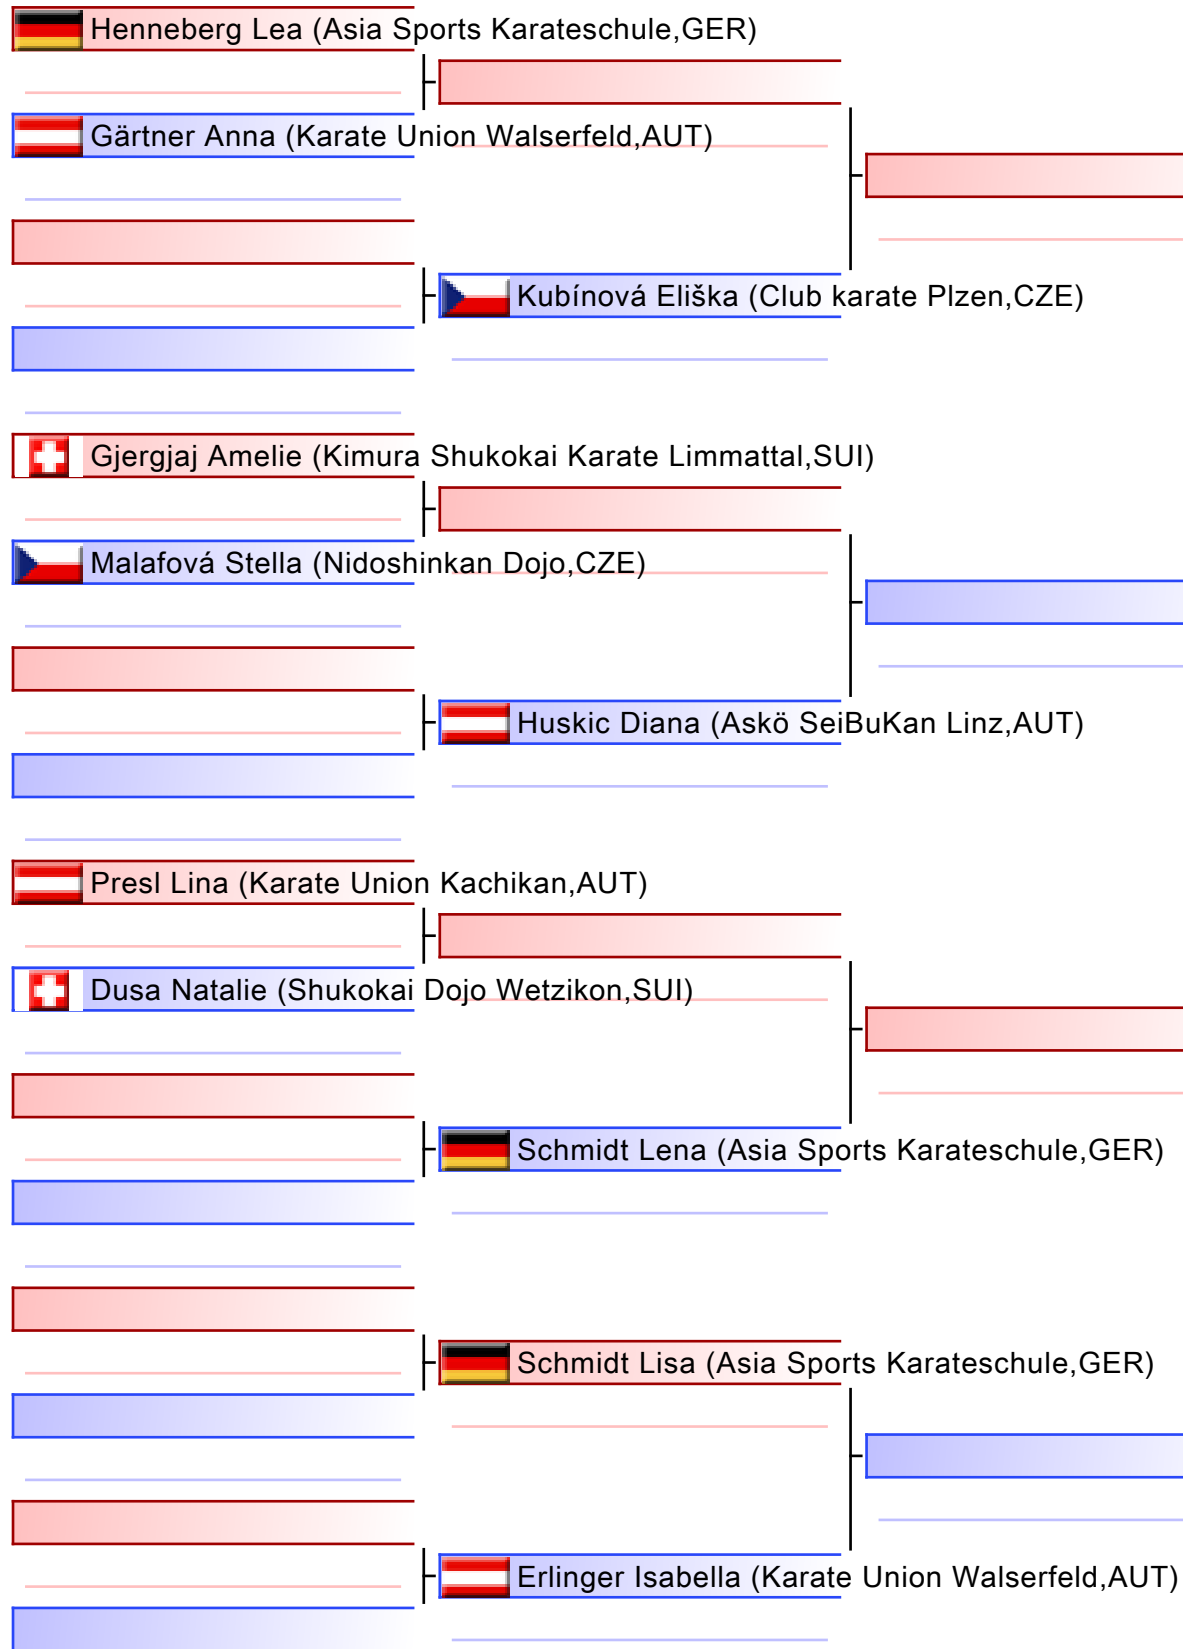 Henneberg Lea (Asia Sports Karateschule,GER)
Gärtner Anna (Karate Union Walserfeld,AUT)
Kubínová Eliška (Club karate Plzen,CZE)
Gjergjaj Amelie (Kimura Shukokai Karate Limmattal,SUI)
Malafová Stella (Nidoshinkan Dojo,CZE)
Huskic Diana (Askö SeiBuKan Linz,AUT)
Presl Lina (Karate Union Kachikan,AUT)
Dusa Natalie (Shukokai Dojo Wetzikon,SUI)
Schmidt Lena (Asia Sports Karateschule,GER)
Schmidt Lisa (Asia Sports Karateschule,GER)
Erlinger Isabella (Karate Union Walserfeld,AUT)